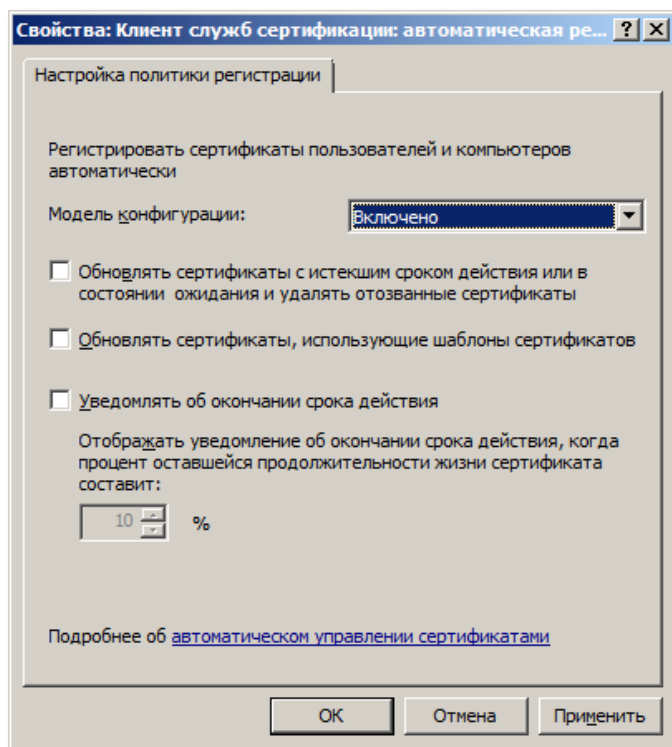 Свойства: Клиент служб сертификации: автоматическая ре...
Настройка политики регистрации
Регистрировать сертификаты пользователей и компьютеров
автоматически
Модель конфигурации:
Включено
Обновлять сертификаты с истекшим сроком действия или в
состоянии ожидания и удалять отозванные сертификаты
Обновлять сертификаты, использующие шаблоны сертификатов
Уведомлять об окончании срока действия
Отображать уведомление об окончании срока действия, когда
процент оставшейся продолжительности жизни сертификата
составит:
10 %
Подробнее об автоматическом управлении сертификатами
ОК Отмена Применить